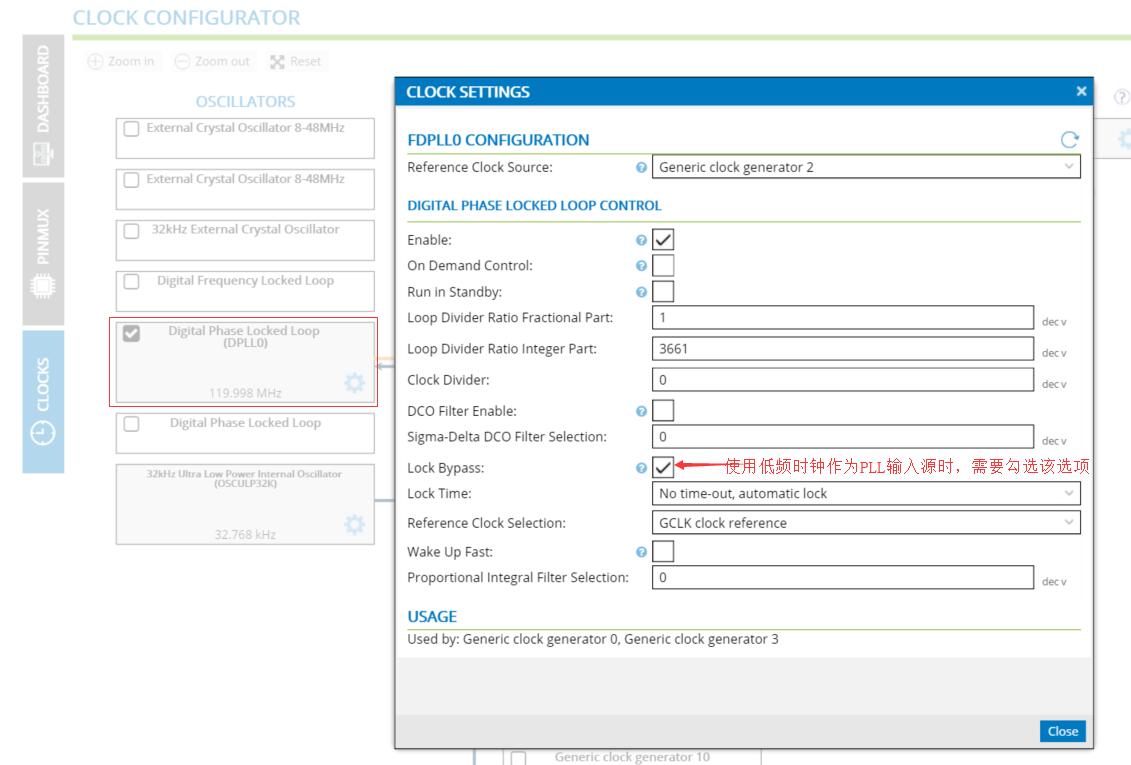 CLOCK CONFIGURATOR
Zoom in
Zoom out
Reset
DASHBOARD
PINMUX
CLOCKS
OSCILLATORS
External Crystal Oscillator 8-48MHz
External Crystal Oscillator 8-48MHz
32kHz External Crystal Oscillator
Digital Frequency Locked Loop
Digital Phase Locked Loop
(DPLL0)
119.998 MHz
Digital Phase Locked Loop
32kHz Ultra Low Power Internal Oscillator
(OSCULP32K)
32.768 kHz
CLOCK SETTINGS
FDPLL0 CONFIGURATION
Reference Clock Source: ? Generic clock generator 2
DIGITAL PHASE LOCKED LOOP CONTROL
Enable: ?
On Demand Control: ?
Run in Standby: ?
Loop Divider Ratio Fractional Part: 1 dec v
Loop Divider Ratio Integer Part: 3661 dec v
Clock Divider: 0 dec v
DCO Filter Enable: ?
Sigma-Delta DCO Filter Selection: 0 dec v
Lock Bypass: ? 使用低频时钟作为PLL输入源时，需要勾选该选项
Lock Time: No time-out, automatic lock
Reference Clock Selection: GCLK clock reference
Wake Up Fast: ?
Proportional Integral Filter Selection: 0 dec v
USAGE
Used by: Generic clock generator 0, Generic clock generator 3
Close
?
Generic clock generator 10